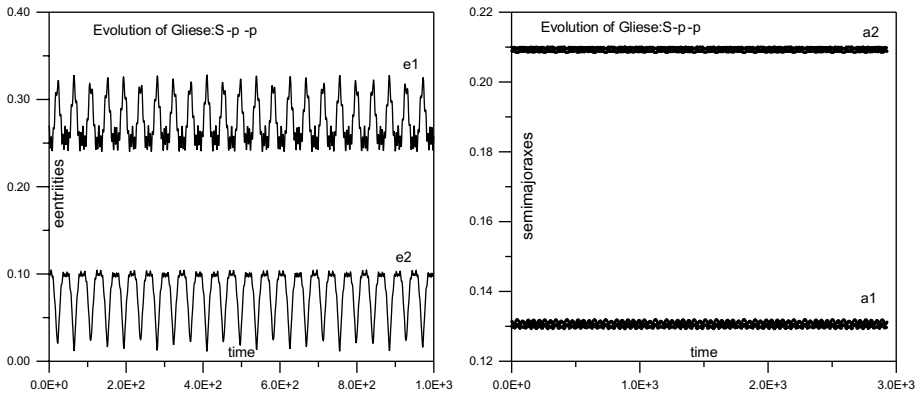 Evolution of Gliese:S-p -p
e1
e2
eentriities
time
0.40
0.30
0.20
0.10
0.00
0.0E+0 2.0E+2 4.0E+2 6.0E+2 8.0E+2 1.0E+3
Evolution of Gliese:S-p-p
a2
a1
semimajoraxes
time
0.22
0.20
0.18
0.16
0.14
0.12
0.0E+0 1.0E+3 2.0E+3 3.0E+3